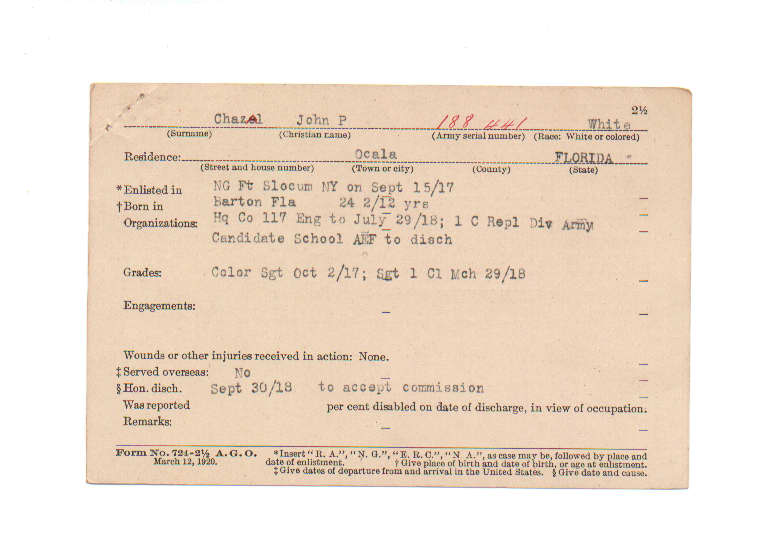 2½
Chazal John P 188 441 White
(Surname) (Christian name) (Army serial number) (Race: White or colored)
Residence: Ocala FLORIDA
(Street and house number) (Town or city) (County) (State)
*Enlisted in NG Ft Slocum NY on Sept 15/17
†Born in Barton Fla 24 2/12 yrs
Organizations: Hq Co 117 Eng to July 29/18; 1 C Repl Div Army
Candidate School AEF to disch
Grades: Color Sgt Oct 2/17; Sgt 1 Cl Mch 29/18
Engagements: –
Wounds or other injuries received in action: None.
‡Served overseas: No
§Hon. disch. Sept 30/18 to accept commission
Was reported per cent disabled on date of discharge, in view of occupation.
Remarks: –
Form No. 724-2½ A. G. O. *Insert "R. A.", "N. G.", "E. R. C.", "N A.", as case may be, followed by place and
March 12, 1920. date of enlistment. † Give place of birth and date of birth, or age at enlistment.
‡Give dates of departure from and arrival in the United States. § Give date and cause.